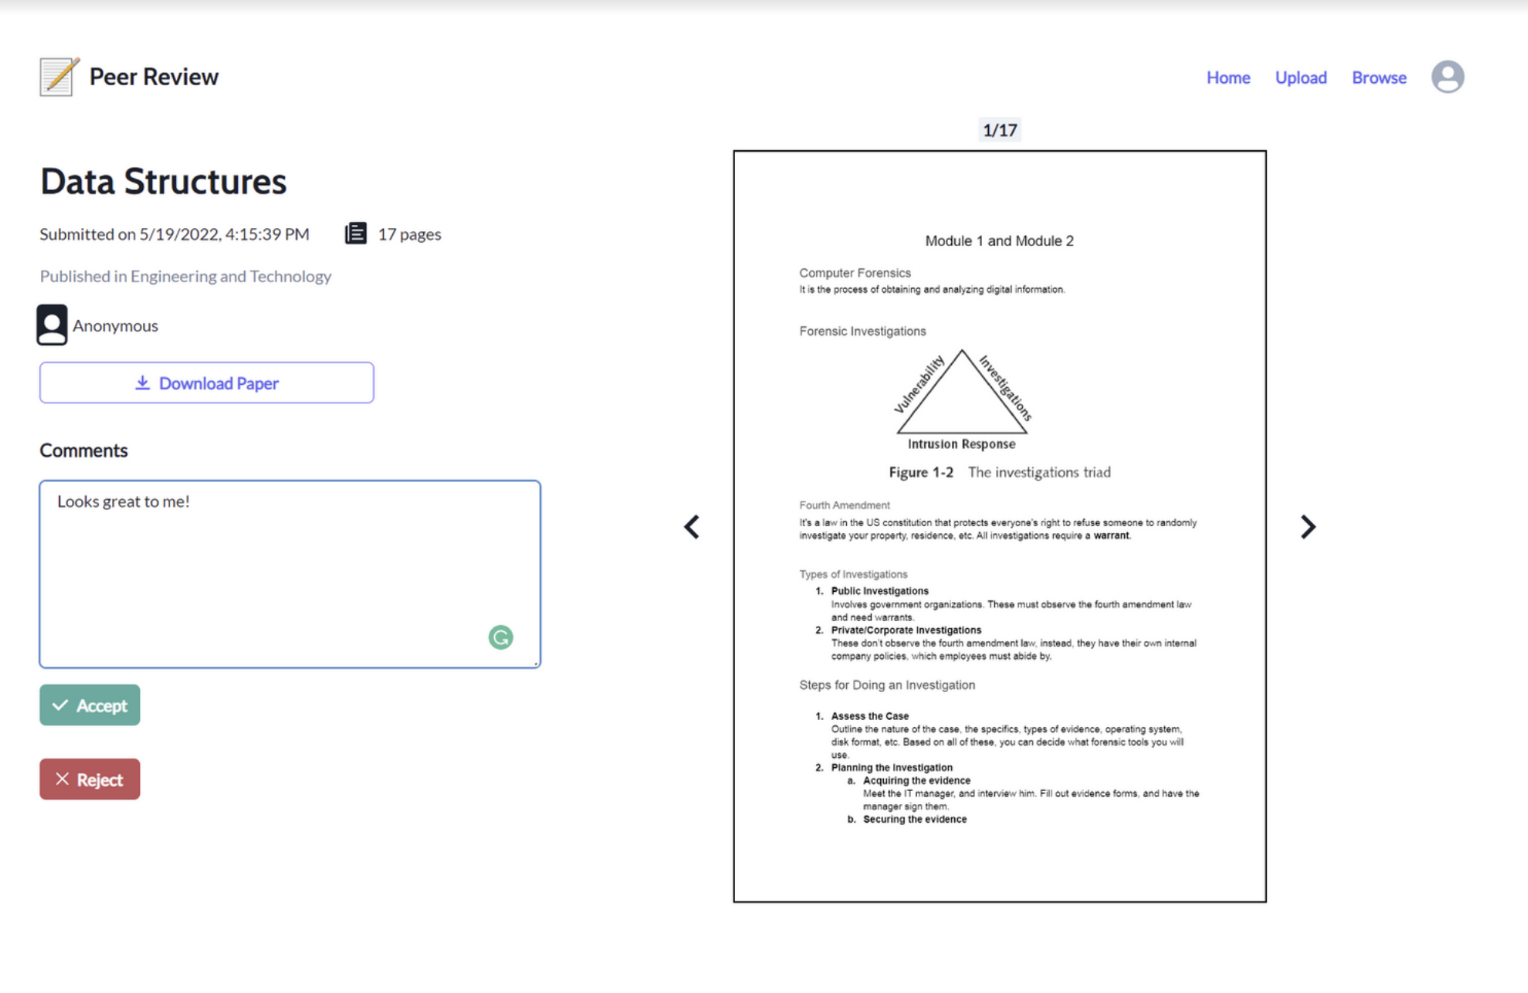 Peer Review
Home Upload Browse
1/17
Data Structures
Submitted on 5/19/2022, 4:15:39 PM 17 pages
Published in Engineering and Technology
Anonymous
Download Paper
Comments
Looks great to me!
Accept
Reject
Module 1 and Module 2
Computer Forensics
It is the process of obtaining and analyzing digital information.
Forensic Investigations
Vulnerability
Investigations
Intrusion Response
Figure 1-2 The investigations triad
Fourth Amendment
It's a law in the US constitution that protects everyone's right to refuse someone to randomly
investigate your property, residence, etc. All investigations require a warrant.
Types of Investigations
1. Public Investigations
Involves government organizations. These must observe the fourth amendment law
and need warrants.
2. Private/Corporate Investigations
These don't observe the fourth amendment law, instead, they have their own internal
company policies, which employees must abide by.
Steps for Doing an Investigation
1. Assess the Case
Outline the nature of the case, the specifics, types of evidence, operating system,
disk format, etc. Based on all of these, you can decide what forensic tools you will
use.
2. Planning the Investigation
a. Acquiring the evidence
Meet the IT manager, and interview him. Fill out evidence forms, and have the
manager sign them.
b. Securing the evidence